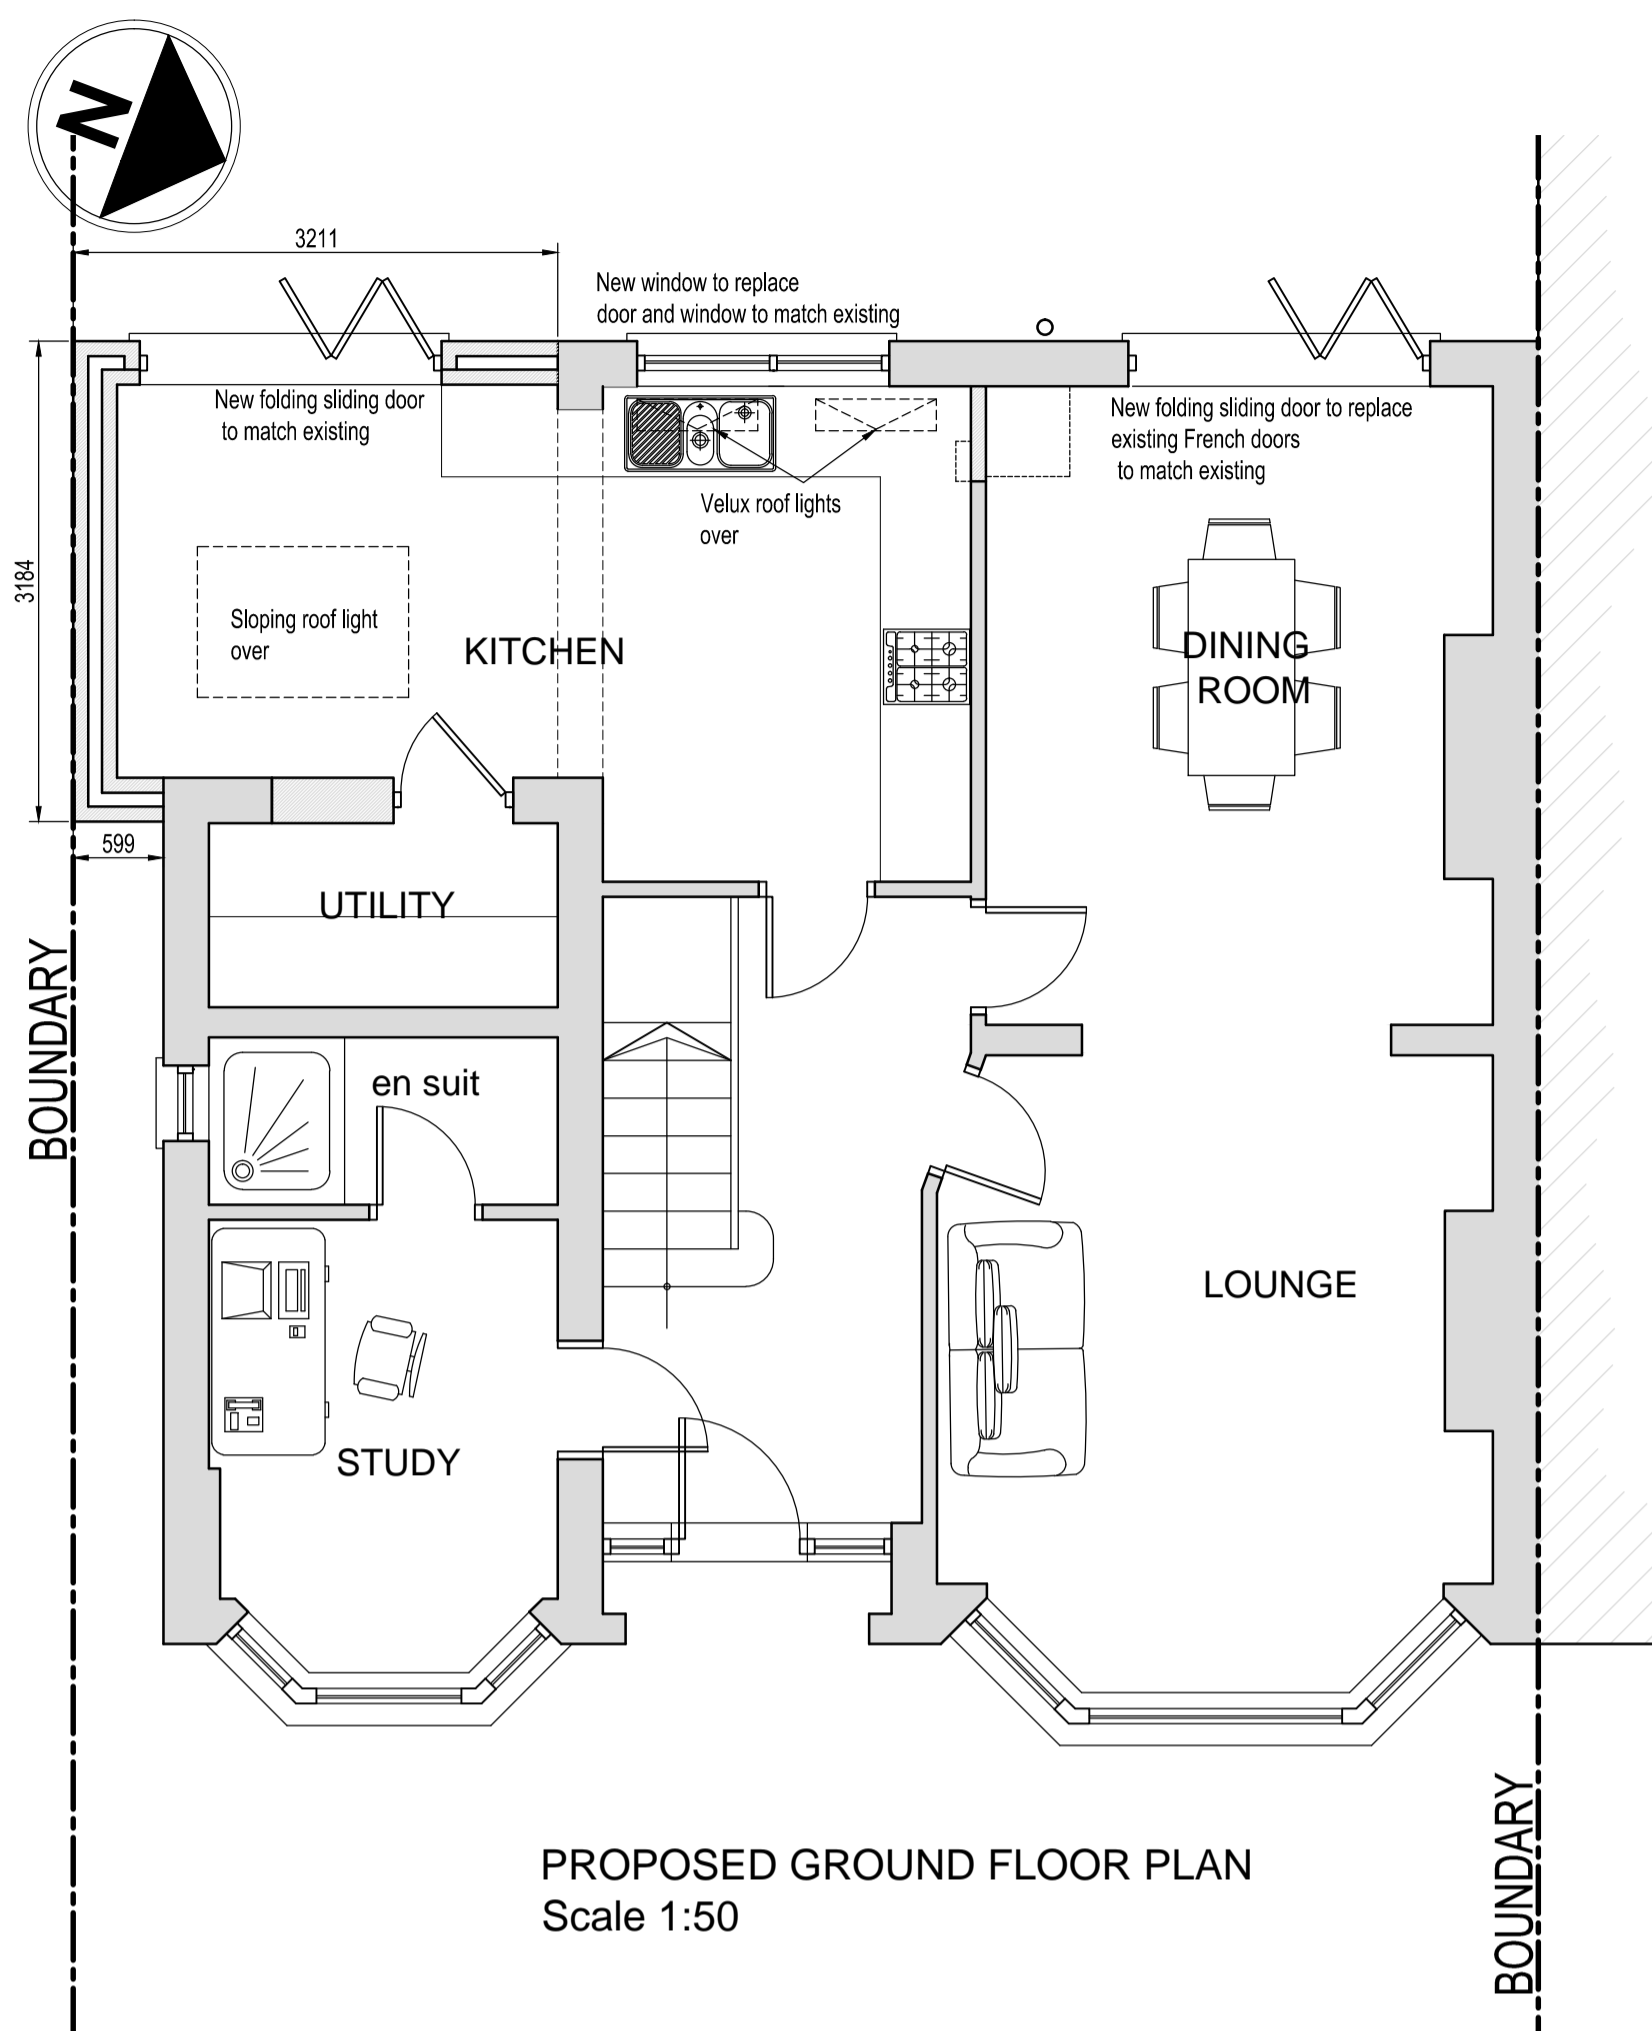 N
3211
New window to replace
door and window to match existing
New folding sliding door
to match existing
New folding sliding door to replace
existing French doors
to match existing
Velux roof lights
over
3184
Sloping roof light
over
KITCHEN
DINING
ROOM
599
UTILITY
BOUNDARY
en suit
LOUNGE
STUDY
BOUNDARY
PROPOSED GROUND FLOOR PLAN
Scale 1:50